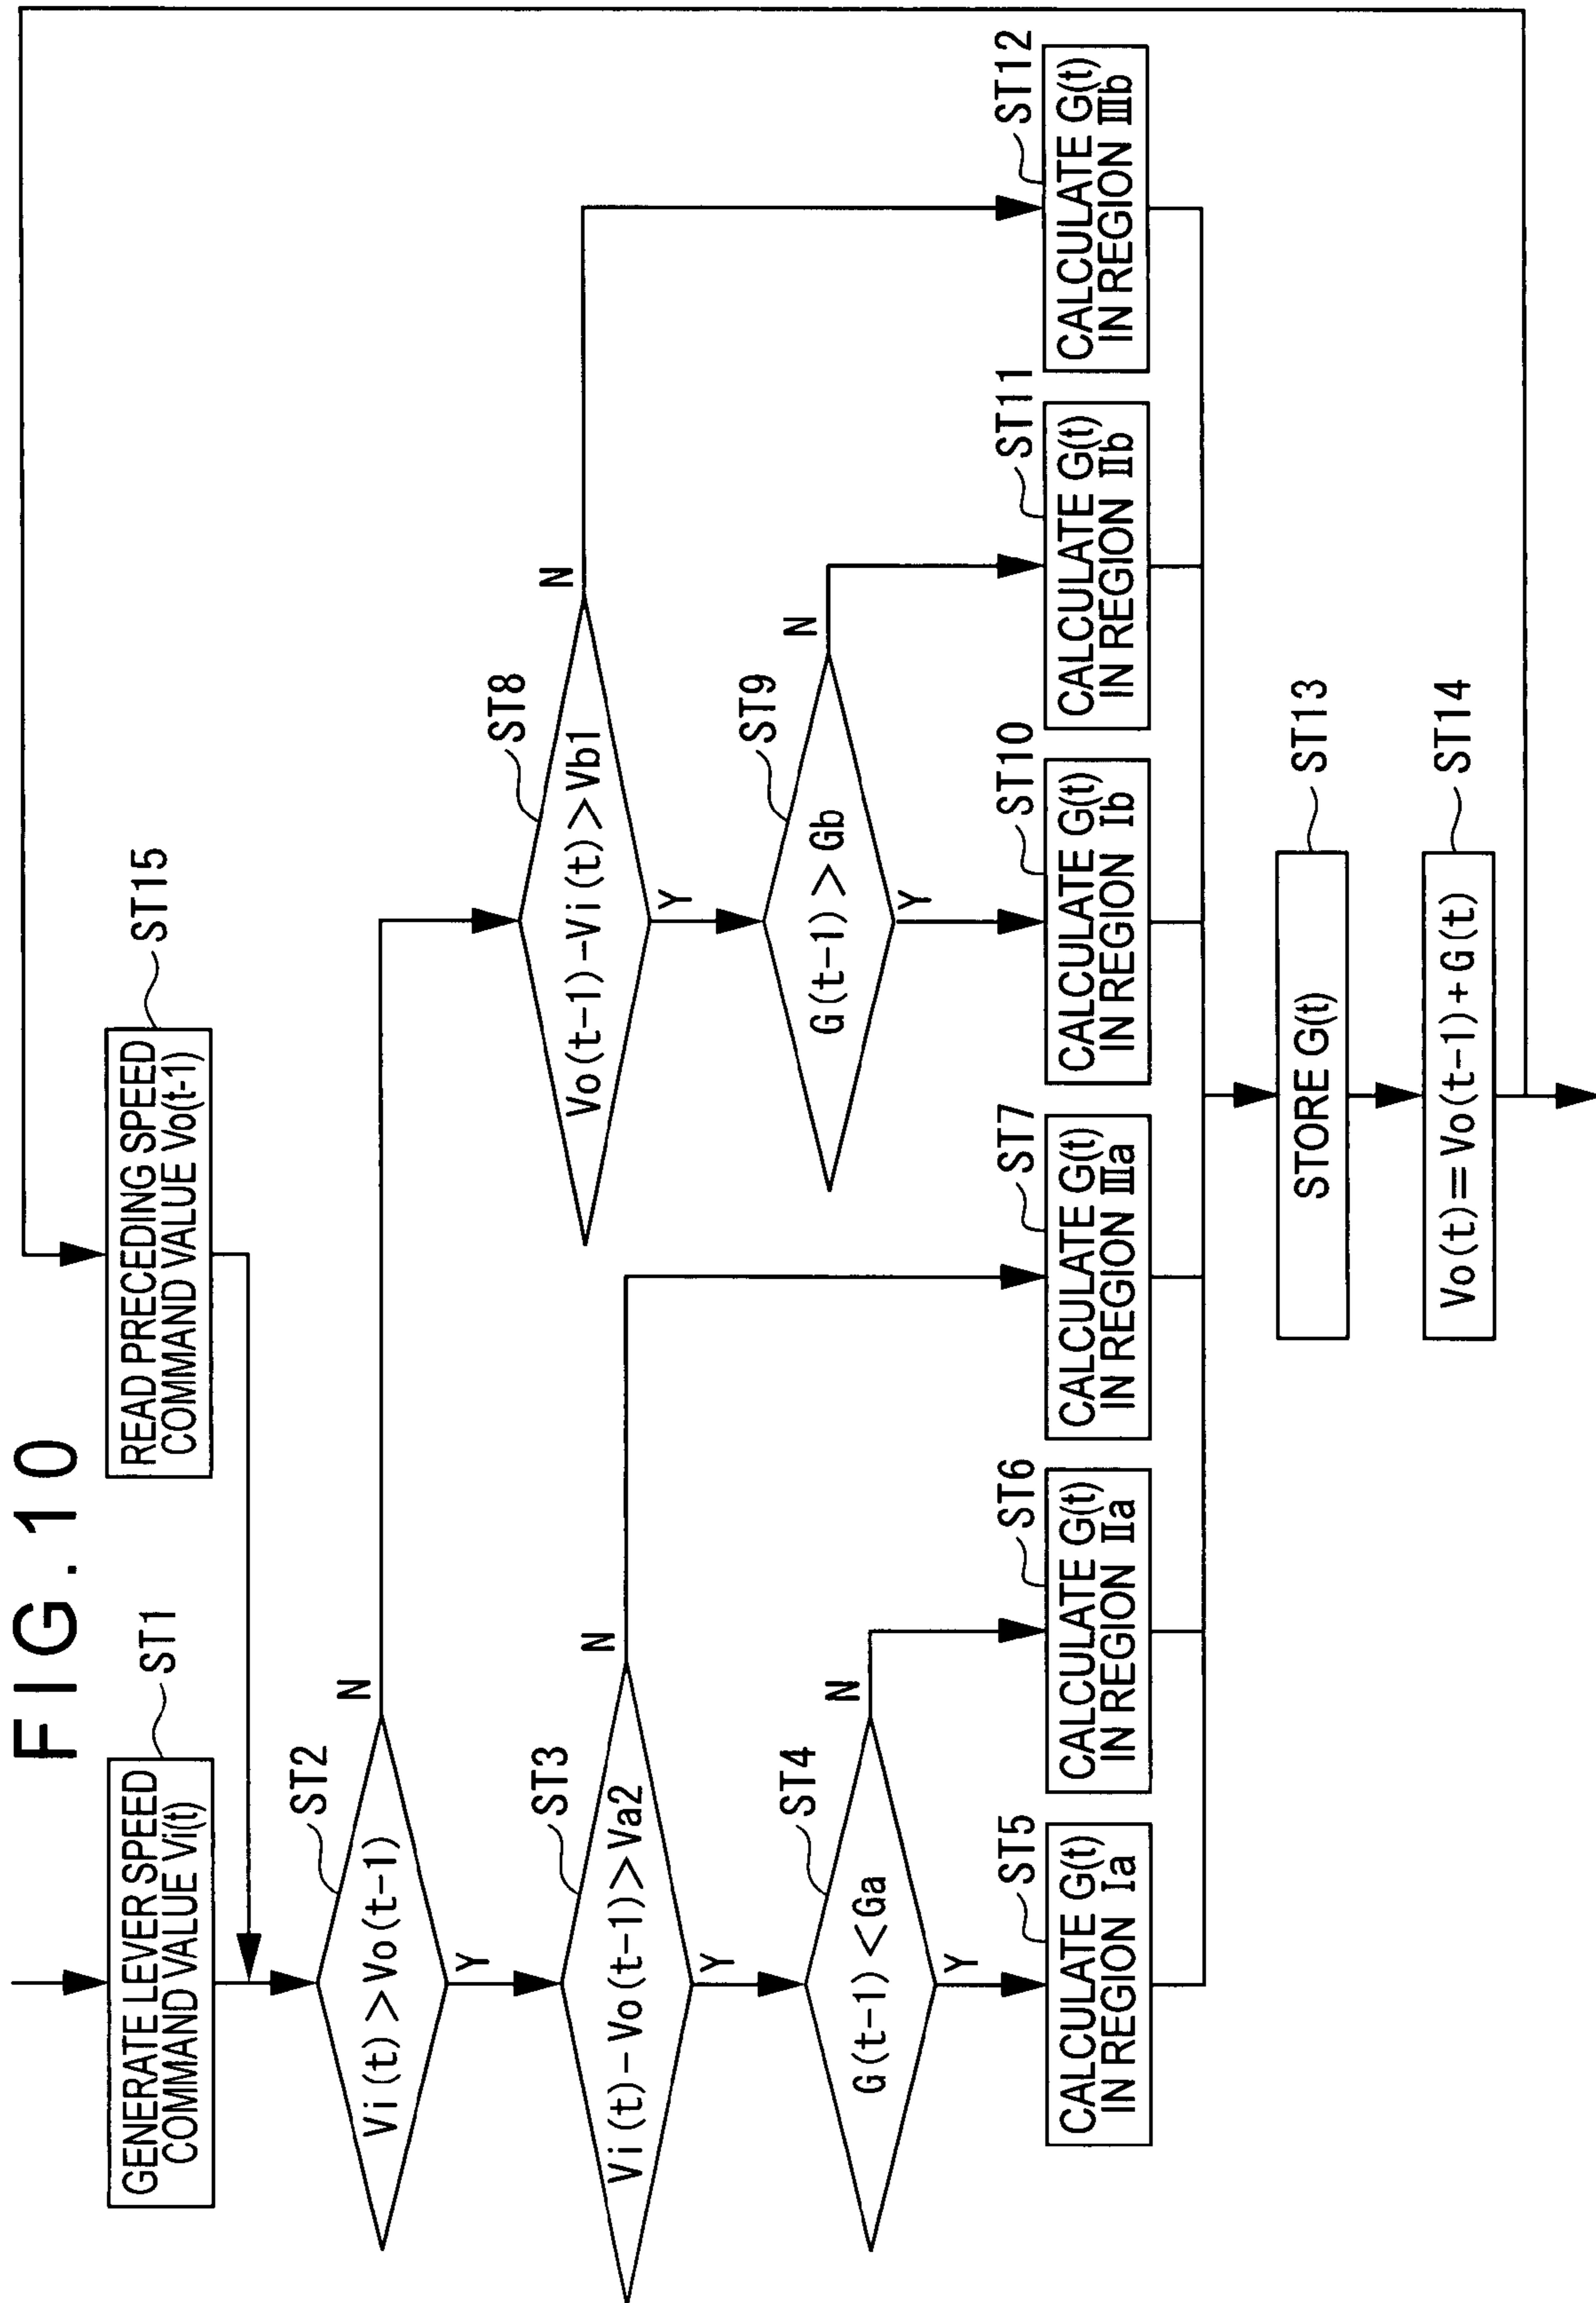 FIG.10
GENERATE LEVER SPEED
COMMAND VALUE Vi(t)
ST1
READ PRECEDING SPEED
COMMAND VALUE Vo(t-1)
ST15
Vi(t)>Vo(t-1)
ST2
N
Y
Vi(t)-Vo(t-1)>Va2
ST3
N
Y
Vo(t-1)-Vi(t)>Vb1
ST8
N
Y
G(t-1)<Ga
ST4
N
Y
G(t-1)>Gb
ST9
N
Y
CALCULATE G(t)
IN REGION Ia
ST5
CALCULATE G(t)
IN REGION IIa
ST6
CALCULATE G(t)
IN REGION IIIa
ST7
CALCULATE G(t)
IN REGION Ib
ST10
CALCULATE G(t)
IN REGION IIb
ST11
CALCULATE G(t)
IN REGION IIIb
ST12
STORE G(t)
ST13
Vo(t)=Vo(t-1)+G(t)
ST14